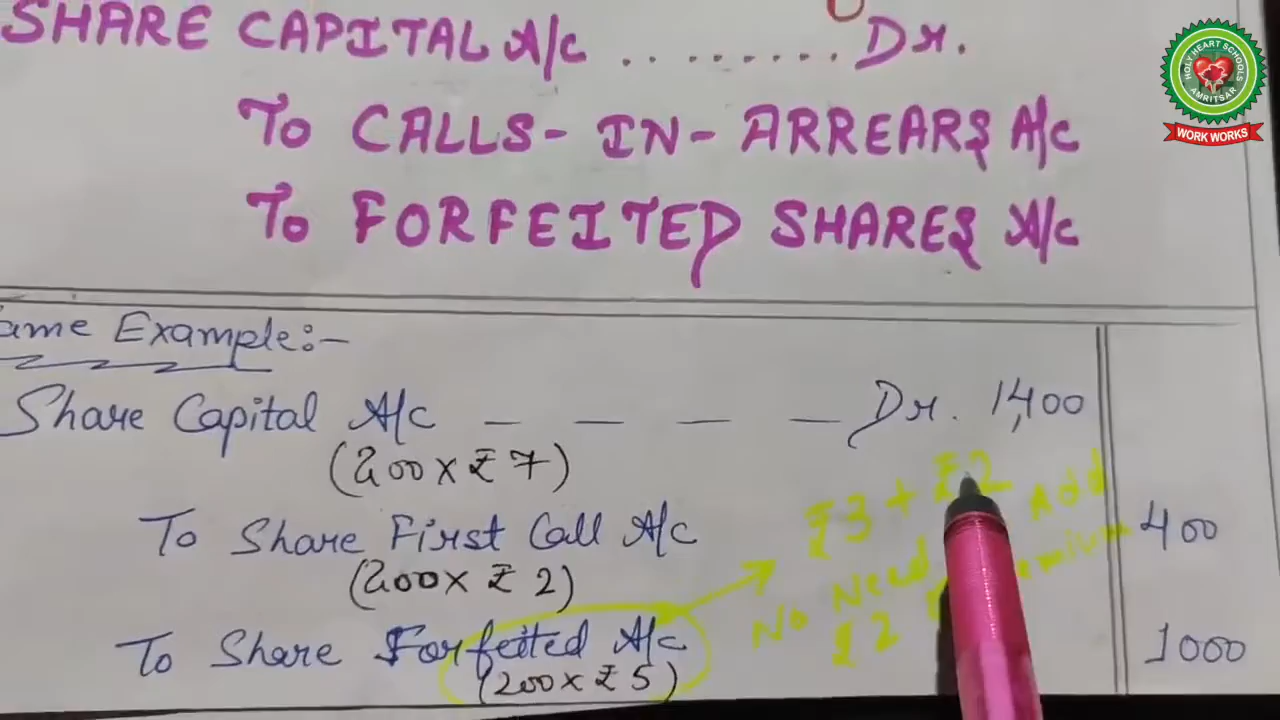 SHARE CAPITAL A/c ......... Dr.
To CALLS-IN-ARREARS A/c
To FORFEITED SHARES A/c
ame Example:-
Share Capital A/c — — — — Dr. 1,400
(200 x ₹ 7)
₹3 + ₹2
To Share First Call A/c 400
(200 x ₹ 2)
No Need Add
₹2
To Share Forfeited A/c 1000
(200 x ₹ 5)
HOLY HEART SCHOOLS
AMRITSAR
WORK WORKS